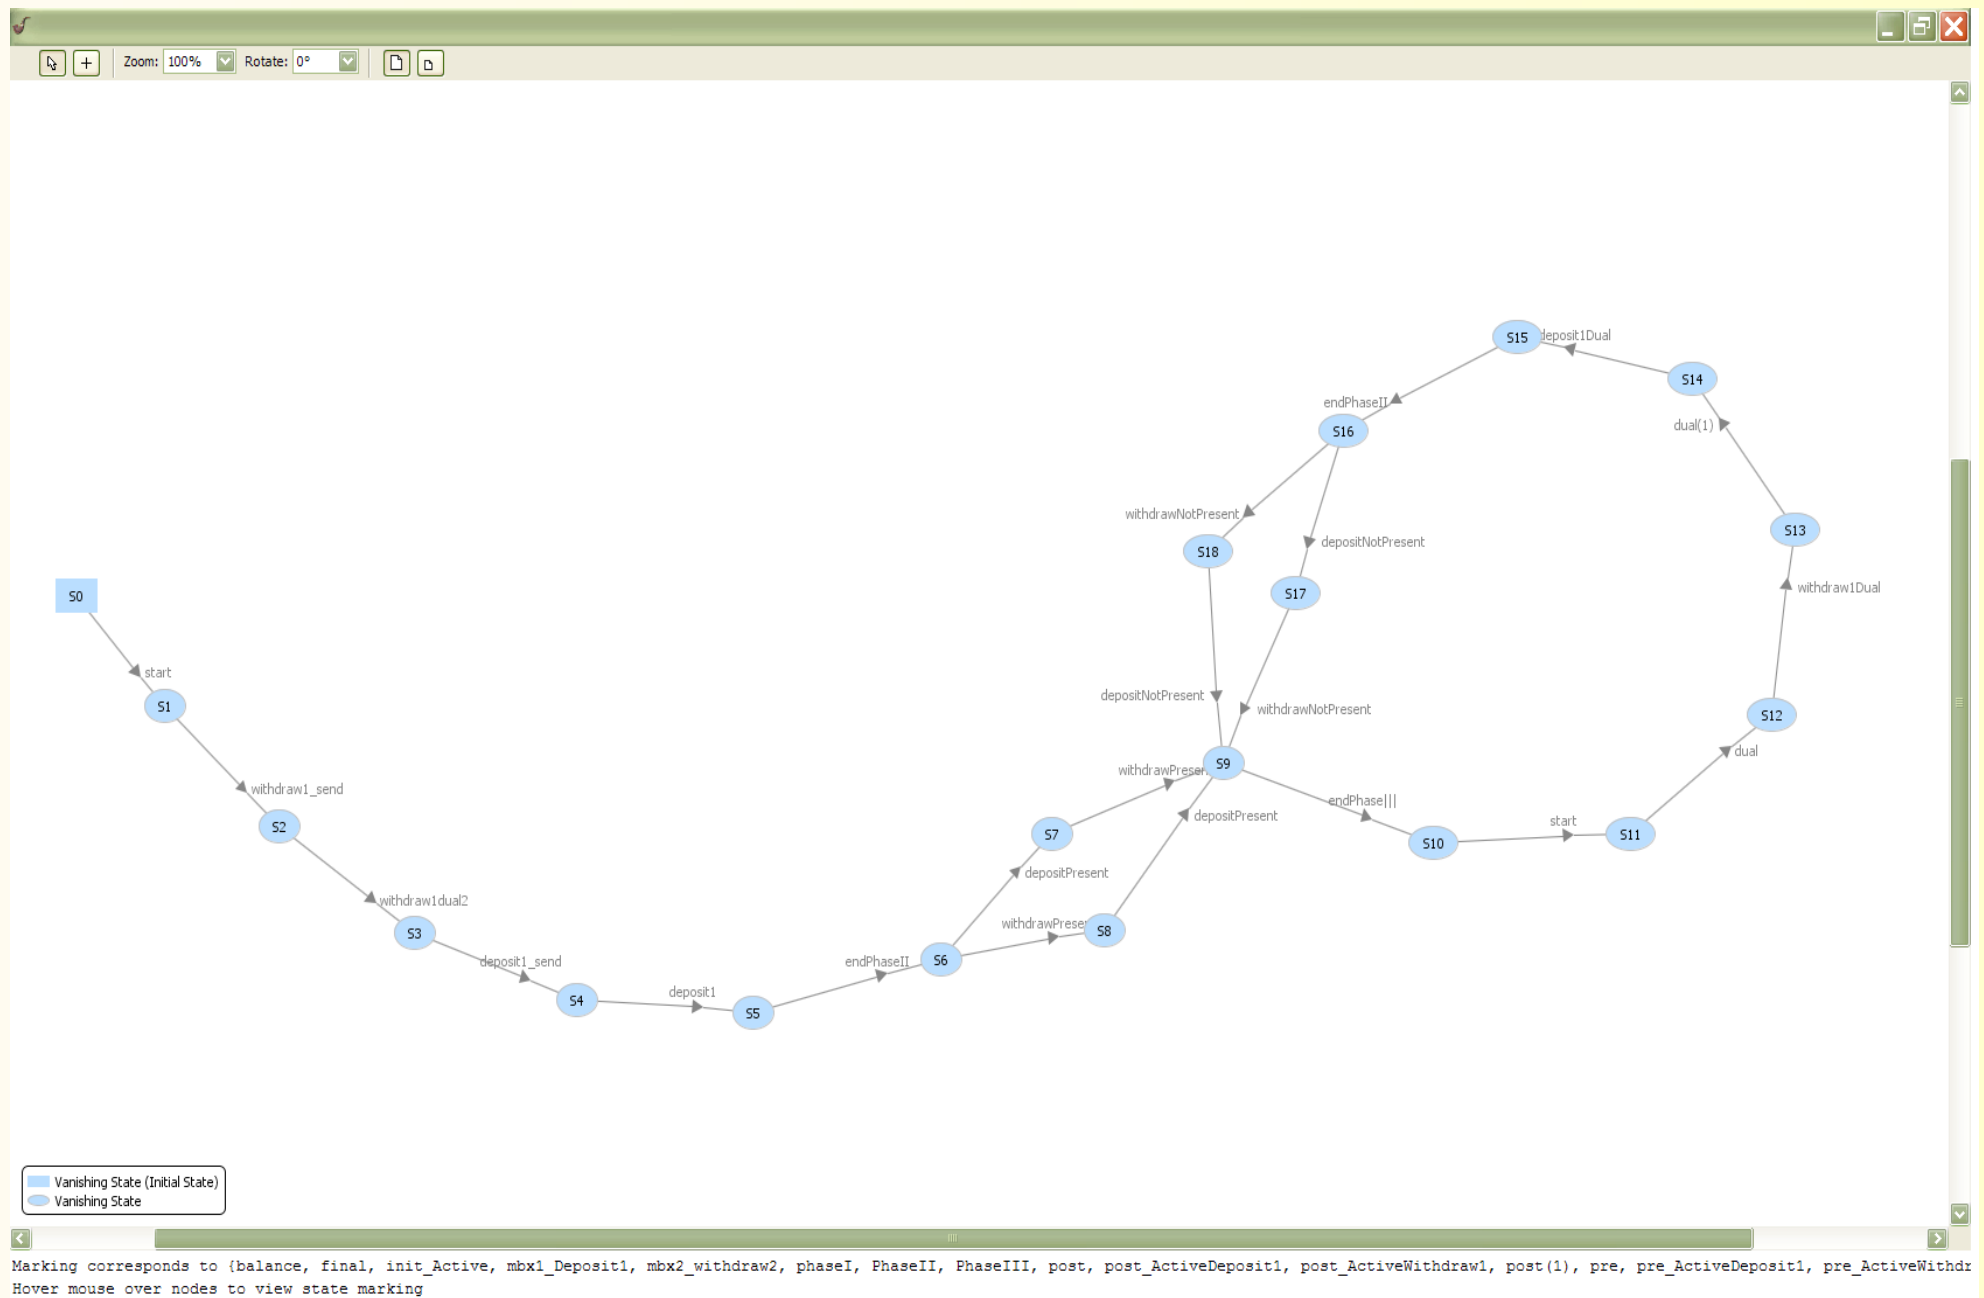 Zoom: 100% Rotate: 0°
S15 deposit1Dual
S14
endPhaseII
S16
dual(1)
withdrawNotPresent
S13
depositNotPresent
S18
withdraw1Dual
S17
S0
start
depositNotPresent
withdrawNotPresent
S1
S12
dual
S9
withdrawPresen
withdraw1_send
endPhase|||
depositPresent
start
S2
S7
S11
S10
depositPresent
withdraw1dual2
withdrawPrese
S8
S3
deposit1_send
endPhaseII
S6
deposit1
S4
S5
Vanishing State (Initial State)
Vanishing State
Marking corresponds to {balance, final, init_Active, mbx1_Deposit1, mbx2_withdraw2, phaseI, PhaseII, PhaseIII, post, post_ActiveDeposit1, post_ActiveWithdraw1, post(1), pre, pre_ActiveDeposit1, pre_ActiveWithdr
Hover mouse over nodes to view state marking